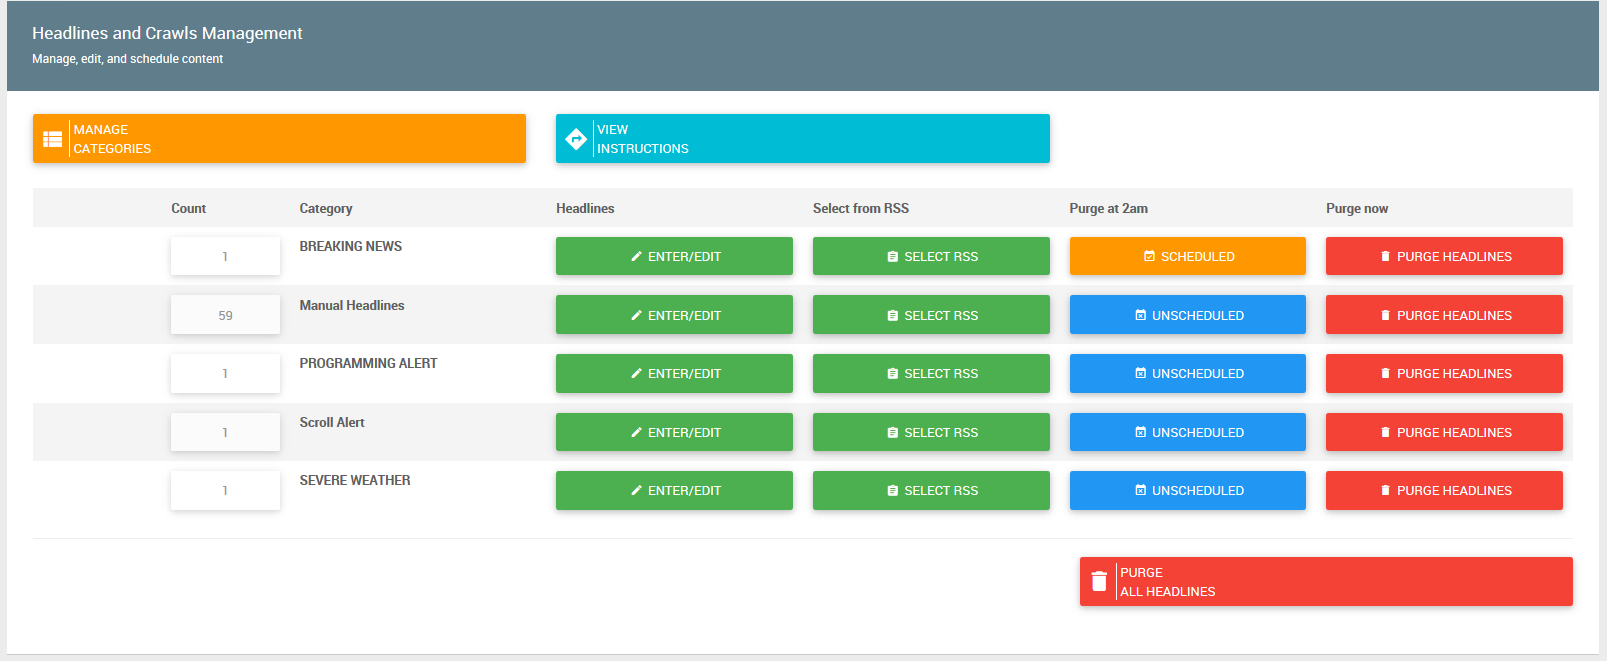 Headlines and Crawls Management
Manage, edit, and schedule content
MANAGE
CATEGORIES
VIEW
INSTRUCTIONS
Count Category Headlines Select from RSS Purge at 2am Purge now
1 BREAKING NEWS ENTER/EDIT SELECT RSS SCHEDULED PURGE HEADLINES
59 Manual Headlines ENTER/EDIT SELECT RSS UNSCHEDULED PURGE HEADLINES
1 PROGRAMMING ALERT ENTER/EDIT SELECT RSS UNSCHEDULED PURGE HEADLINES
1 Scroll Alert ENTER/EDIT SELECT RSS UNSCHEDULED PURGE HEADLINES
1 SEVERE WEATHER ENTER/EDIT SELECT RSS UNSCHEDULED PURGE HEADLINES
PURGE
ALL HEADLINES